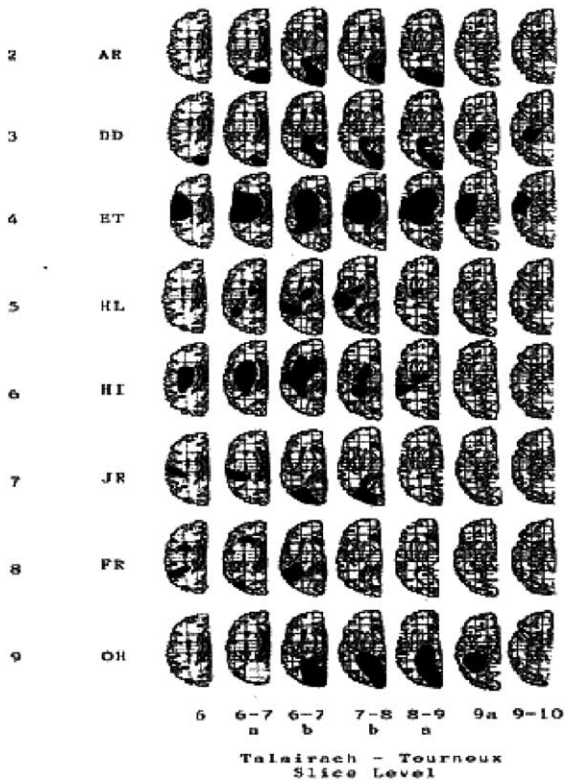 2 AR
3 DD
4 ET
5 HL
6 HI
7 JR
8 FR
9 OH
6 6-7 6-7 7-8 8-9 9a 9-10
a b b a
Talairach - Tournoux
Slice Level